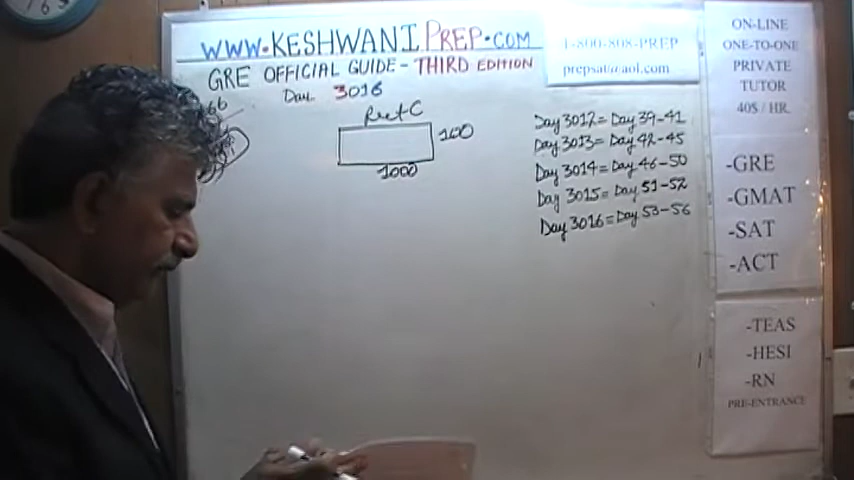 WWW.KESHWANIPREP.COM
GRE OFFICIAL GUIDE - THIRD EDITION
Day 3016
Rect C
100
1000
1-800-808-PREP
prepsat@aol.com
Day 3012 = Day 39-41
Day 3013 = Day 42-45
Day 3014 = Day 46-50
Day 3015 = Day 51-52
Day 3016 = Day 53-56
ON-LINE
ONE-TO-ONE
PRIVATE
TUTOR
40$ / HR.
-GRE
-GMAT
-SAT
-ACT
-TEAS
-HESI
-RN
PRE-ENTRANCE